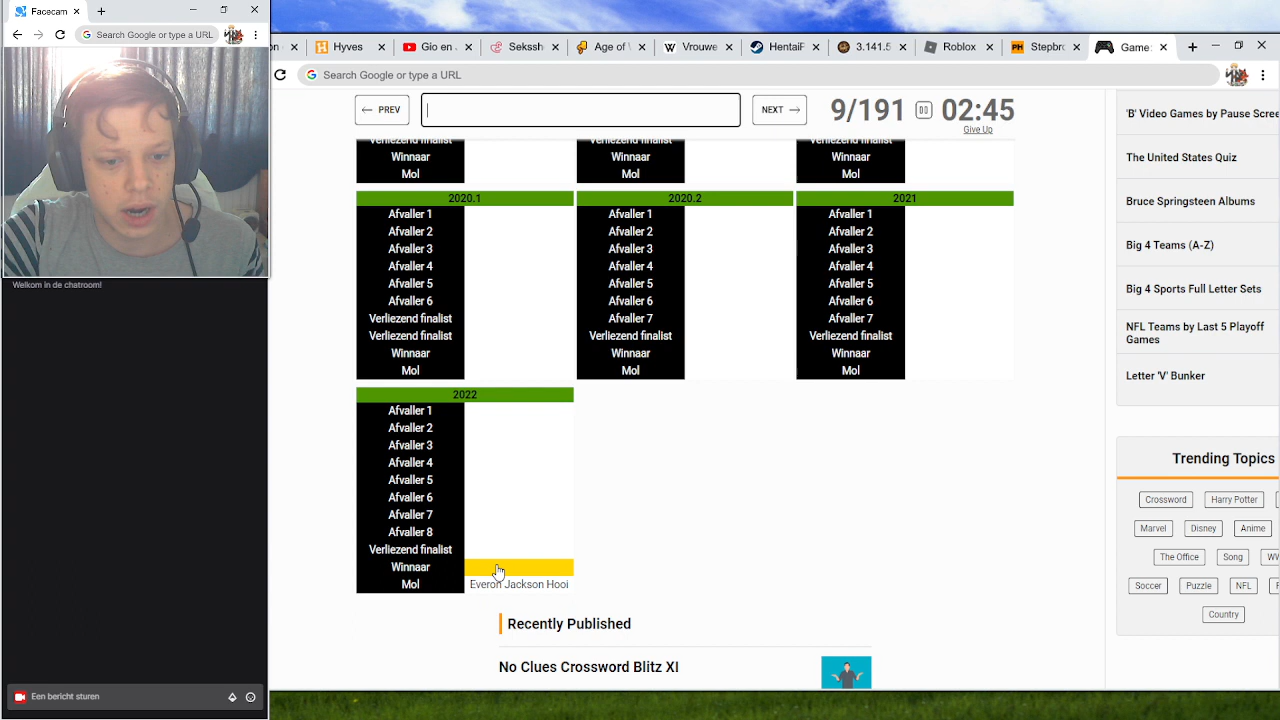 Facecam
Search Google or type a URL
Hyves
Gio en
Sekssh
Age of
Vrouwe
Hentai
3.141.5
Roblox
Stepbr
Game
Search Google or type a URL
PREV
NEXT
9/191
02:45
Give Up
Verliezend finalist
Winnaar
Mol
Verliezend finalist
Winnaar
Mol
Verliezend finalist
Winnaar
Mol
2020.1
Afvaller 1
Afvaller 2
Afvaller 3
Afvaller 4
Afvaller 5
Afvaller 6
Verliezend finalist
Verliezend finalist
Winnaar
Mol
2020.2
Afvaller 1
Afvaller 2
Afvaller 3
Afvaller 4
Afvaller 5
Afvaller 6
Afvaller 7
Verliezend finalist
Winnaar
Mol
2021
Afvaller 1
Afvaller 2
Afvaller 3
Afvaller 4
Afvaller 5
Afvaller 6
Afvaller 7
Verliezend finalist
Winnaar
Mol
2022
Afvaller 1
Afvaller 2
Afvaller 3
Afvaller 4
Afvaller 5
Afvaller 6
Afvaller 7
Afvaller 8
Verliezend finalist
Winnaar
Mol
Everon Jackson Hooi
Recently Published
No Clues Crossword Blitz XI
'B' Video Games by Pause Scree
The United States Quiz
Bruce Springsteen Albums
Big 4 Teams (A-Z)
Big 4 Sports Full Letter Sets
NFL Teams by Last 5 Playoff
Games
Letter 'V' Bunker
Trending Topics
Crossword
Harry Potter
Marvel
Disney
Anime
The Office
Song
Soccer
Puzzle
NFL
Country
Welkom in de chatroom!
Een bericht sturen